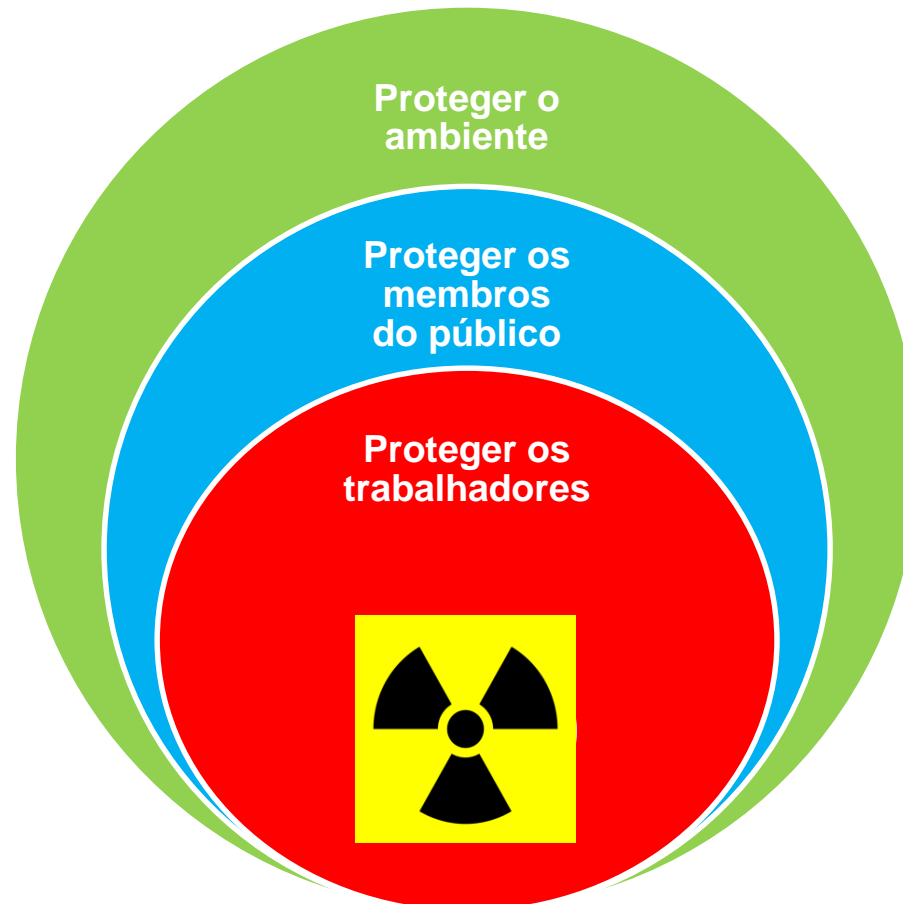 Proteger o
ambiente
Proteger os
membros
do público
Proteger os
trabalhadores